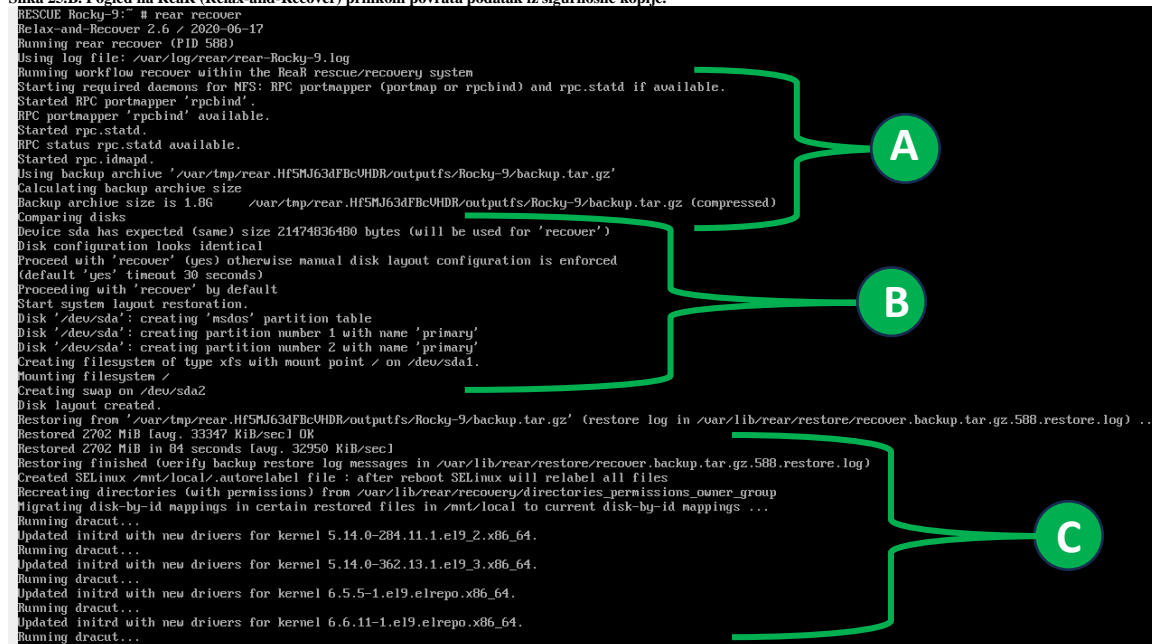 Slika 25.B. Pogled na ReaR (Relax-and-Recover) prilikom povrata podatak iz sigurnosne kopije.
RESCUE Rocky-9:~ # rear recover
Relax-and-Recover 2.6 / 2020-06-17
Running rear recover (PID 588)
Using log file: /var/log/rear/rear-Rocky-9.log
Running workflow recover within the ReaR rescue/recovery system
Starting required daemons for NFS: RPC portmapper (portmap or rpcbind) and rpc.statd if available.
Started RPC portmapper 'rpcbind'.
RPC portmapper 'rpcbind' available.
Started rpc.statd.
RPC status rpc.statd available.
Started rpc.idmapd.
Using backup archive '/var/tmp/rear.Hf5MJ63dFBcVHDR/outputfs/Rocky-9/backup.tar.gz'
Calculating backup archive size
Backup archive size is 1.8G     /var/tmp/rear.Hf5MJ63dFBcVHDR/outputfs/Rocky-9/backup.tar.gz (compressed)
Comparing disks
Device sda has expected (same) size 21474836480 bytes (will be used for 'recover')
Disk configuration looks identical
Proceed with 'recover' (yes) otherwise manual disk layout configuration is enforced
(default 'yes' timeout 30 seconds)
Proceeding with 'recover' by default
Start system layout restoration.
Disk '/dev/sda': creating 'msdos' partition table
Disk '/dev/sda': creating partition number 1 with name 'primary'
Disk '/dev/sda': creating partition number 2 with name 'primary'
Creating filesystem of type xfs with mount point / on /dev/sda1.
Mounting filesystem /
Creating swap on /dev/sda2
Disk layout created.
Restoring from '/var/tmp/rear.Hf5MJ63dFBcVHDR/outputfs/Rocky-9/backup.tar.gz' (restore log in /var/lib/rear/restore/recover.backup.tar.gz.588.restore.log) ..
Restored 2702 MiB [avg. 33347 KiB/sec] OK
Restored 2702 MiB in 84 seconds [avg. 32950 KiB/sec]
Restoring finished (verify backup restore log messages in /var/lib/rear/restore/recover.backup.tar.gz.588.restore.log)
Created SELinux /mnt/local/.autorelabel file : after reboot SELinux will relabel all files
Recreating directories (with permissions) from /var/lib/rear/recovery/directories_permissions_owner_group
Migrating disk-by-id mappings in certain restored files in /mnt/local to current disk-by-id mappings ...
Running dracut...
Updated initrd with new drivers for kernel 5.14.0-284.11.1.el9_2.x86_64.
Running dracut...
Updated initrd with new drivers for kernel 5.14.0-362.13.1.el9_3.x86_64.
Running dracut...
Updated initrd with new drivers for kernel 6.5.5-1.el9.elrepo.x86_64.
Running dracut...
Updated initrd with new drivers for kernel 6.6.11-1.el9.elrepo.x86_64.
Running dracut...
A
B
C